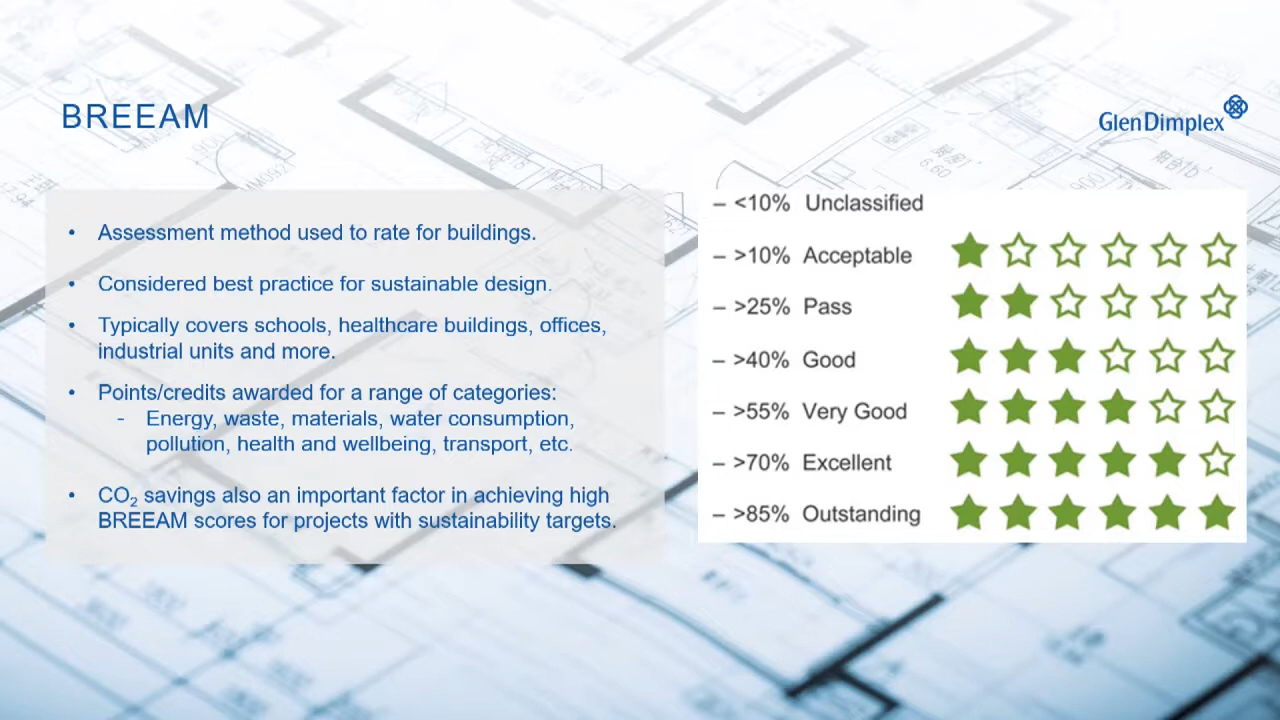 BREEAM
GlenDimplex
• Assessment method used to rate for buildings.
• Considered best practice for sustainable design.
• Typically covers schools, healthcare buildings, offices,
industrial units and more.
• Points/credits awarded for a range of categories:
- Energy, waste, materials, water consumption,
pollution, health and wellbeing, transport, etc.
• CO₂ savings also an important factor in achieving high
BREEAM scores for projects with sustainability targets.
– <10% Unclassified
– >10% Acceptable
– >25% Pass
– >40% Good
– >55% Very Good
– >70% Excellent
– >85% Outstanding